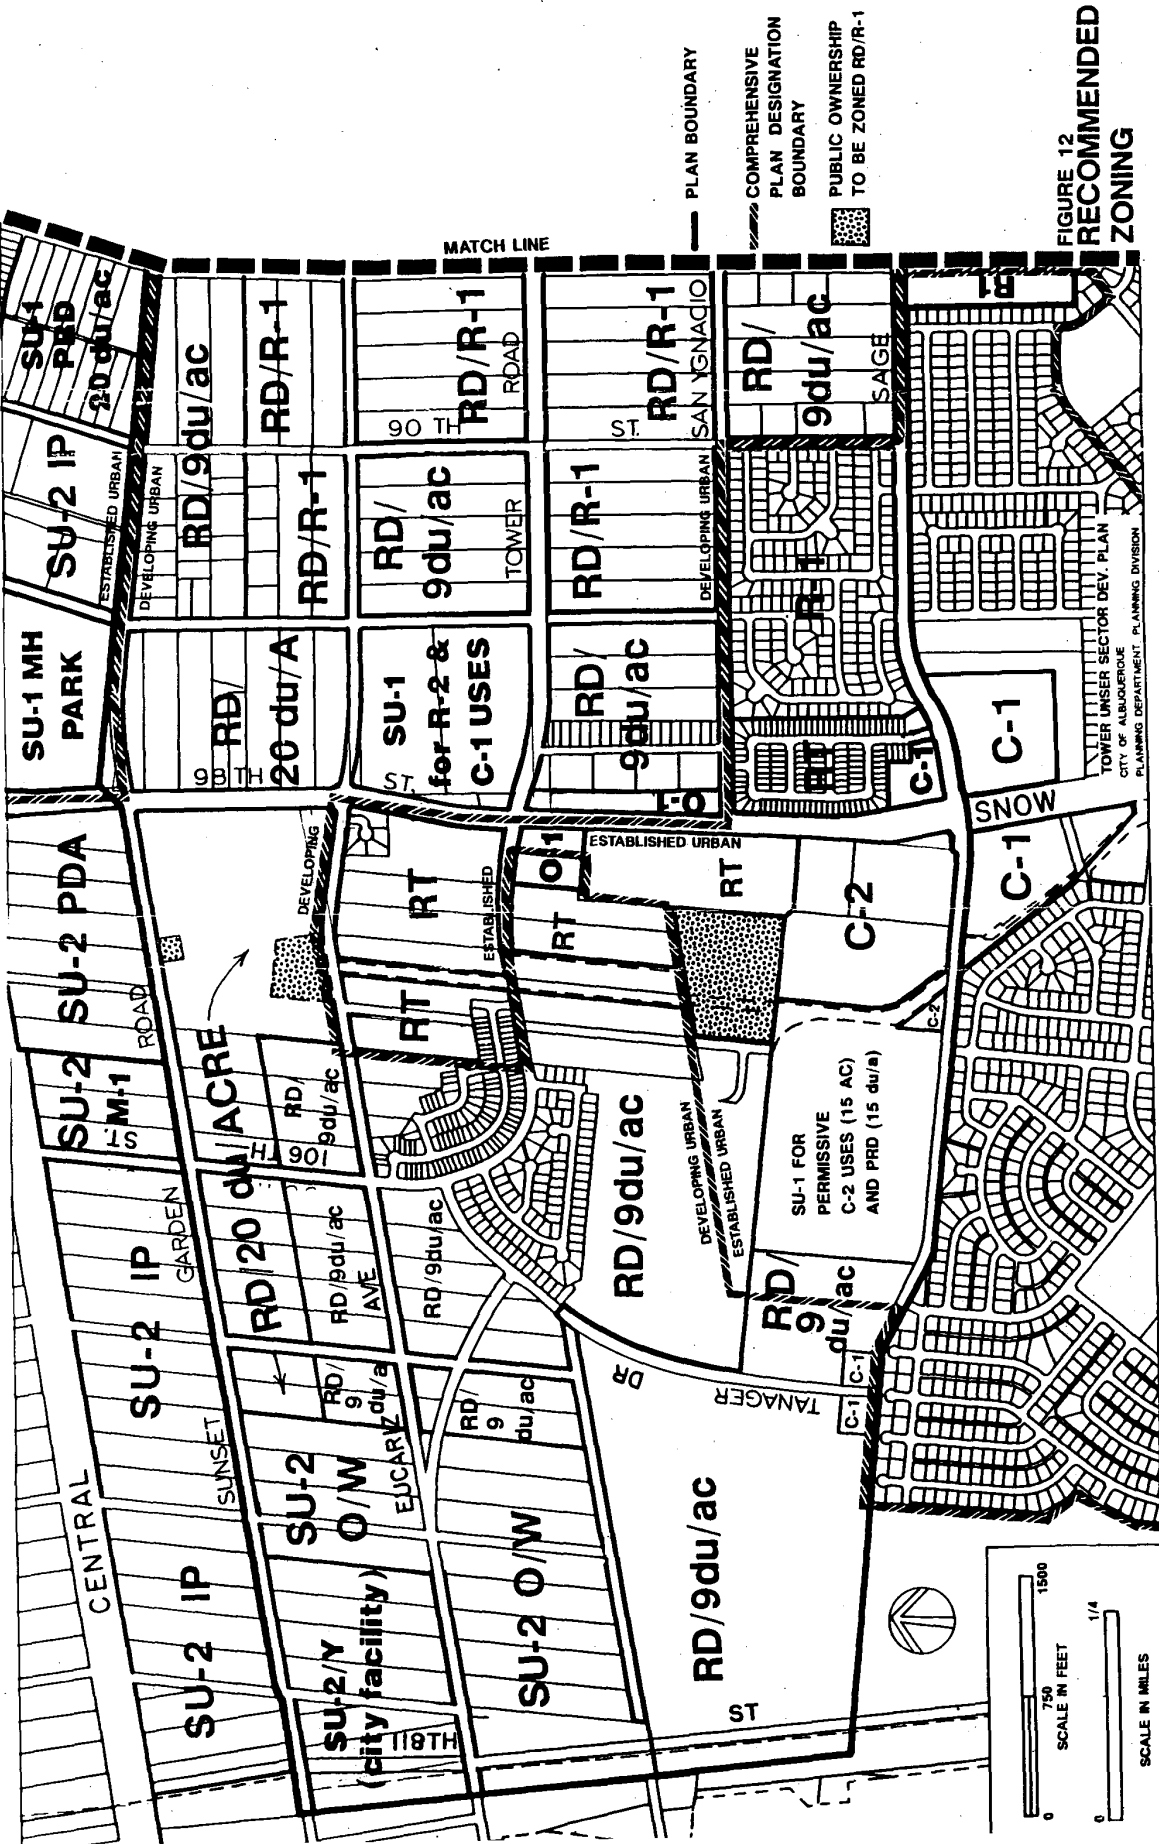 CENTRAL
SU-2 IP
SU-2 IP
SU-2
M-1
SU-2 PDA
SU-1 MH
PARK
SU-2 IP
SU-1
PRD
20 du/ac
ESTABLISHED URBAN
DEVELOPING URBAN
SUNSET
GARDEN
ROAD
SU-2/Y
(city facility)
118TH
ST
SU-2
O/W
RD/20 du/ACRE
RD/9du/ac
AVE
RD/
9
du/a
EUCARIZ
106 TH
ST.
RD/
9du/ac
DEVELOPING
98 TH
ST.
RD/
20 du/A
RD/9du/ac
RD/R-1
RD/R-1
SU-2 O/W
RD/
9
du/ac
RD/9du/ac
RT
RT
ESTABLISHED
SU-1
for R-2 &
C-1 USES
RD/
9du/ac
TOWER
ROAD
90 TH
ST.
RD/R-1
MATCH LINE
RT
O-1
ESTABLISHED URBAN
RD/
9du/ac
O-1
RD/R-1
RD/R-1
DEVELOPING URBAN
SAN YGNACIO
RD/9du/ac
RD/9du/ac
DR
TANAGER
DEVELOPING URBAN
ESTABLISHED URBAN
RT
RT
R-1
RD/
9du/ac
SAGE
RD/
9
du/ac
C-1
C-1
SU-1 FOR
PERMISSIVE
C-2 USES (15 AC)
AND PRD (15 du/a)
C-2
C-2
C-1
C-1
C-1
SNOW
R-1
PLAN BOUNDARY
COMPREHENSIVE
PLAN DESIGNATION
BOUNDARY
PUBLIC OWNERSHIP
TO BE ZONED RD/R-1
0
750
1500
SCALE IN FEET
0
1/4
SCALE IN MILES
TOWER UNSER SECTOR DEV. PLAN
CITY OF ALBUQUERQUE
PLANNING DEPARTMENT PLANNING DIVISION
FIGURE 12
RECOMMENDED
ZONING